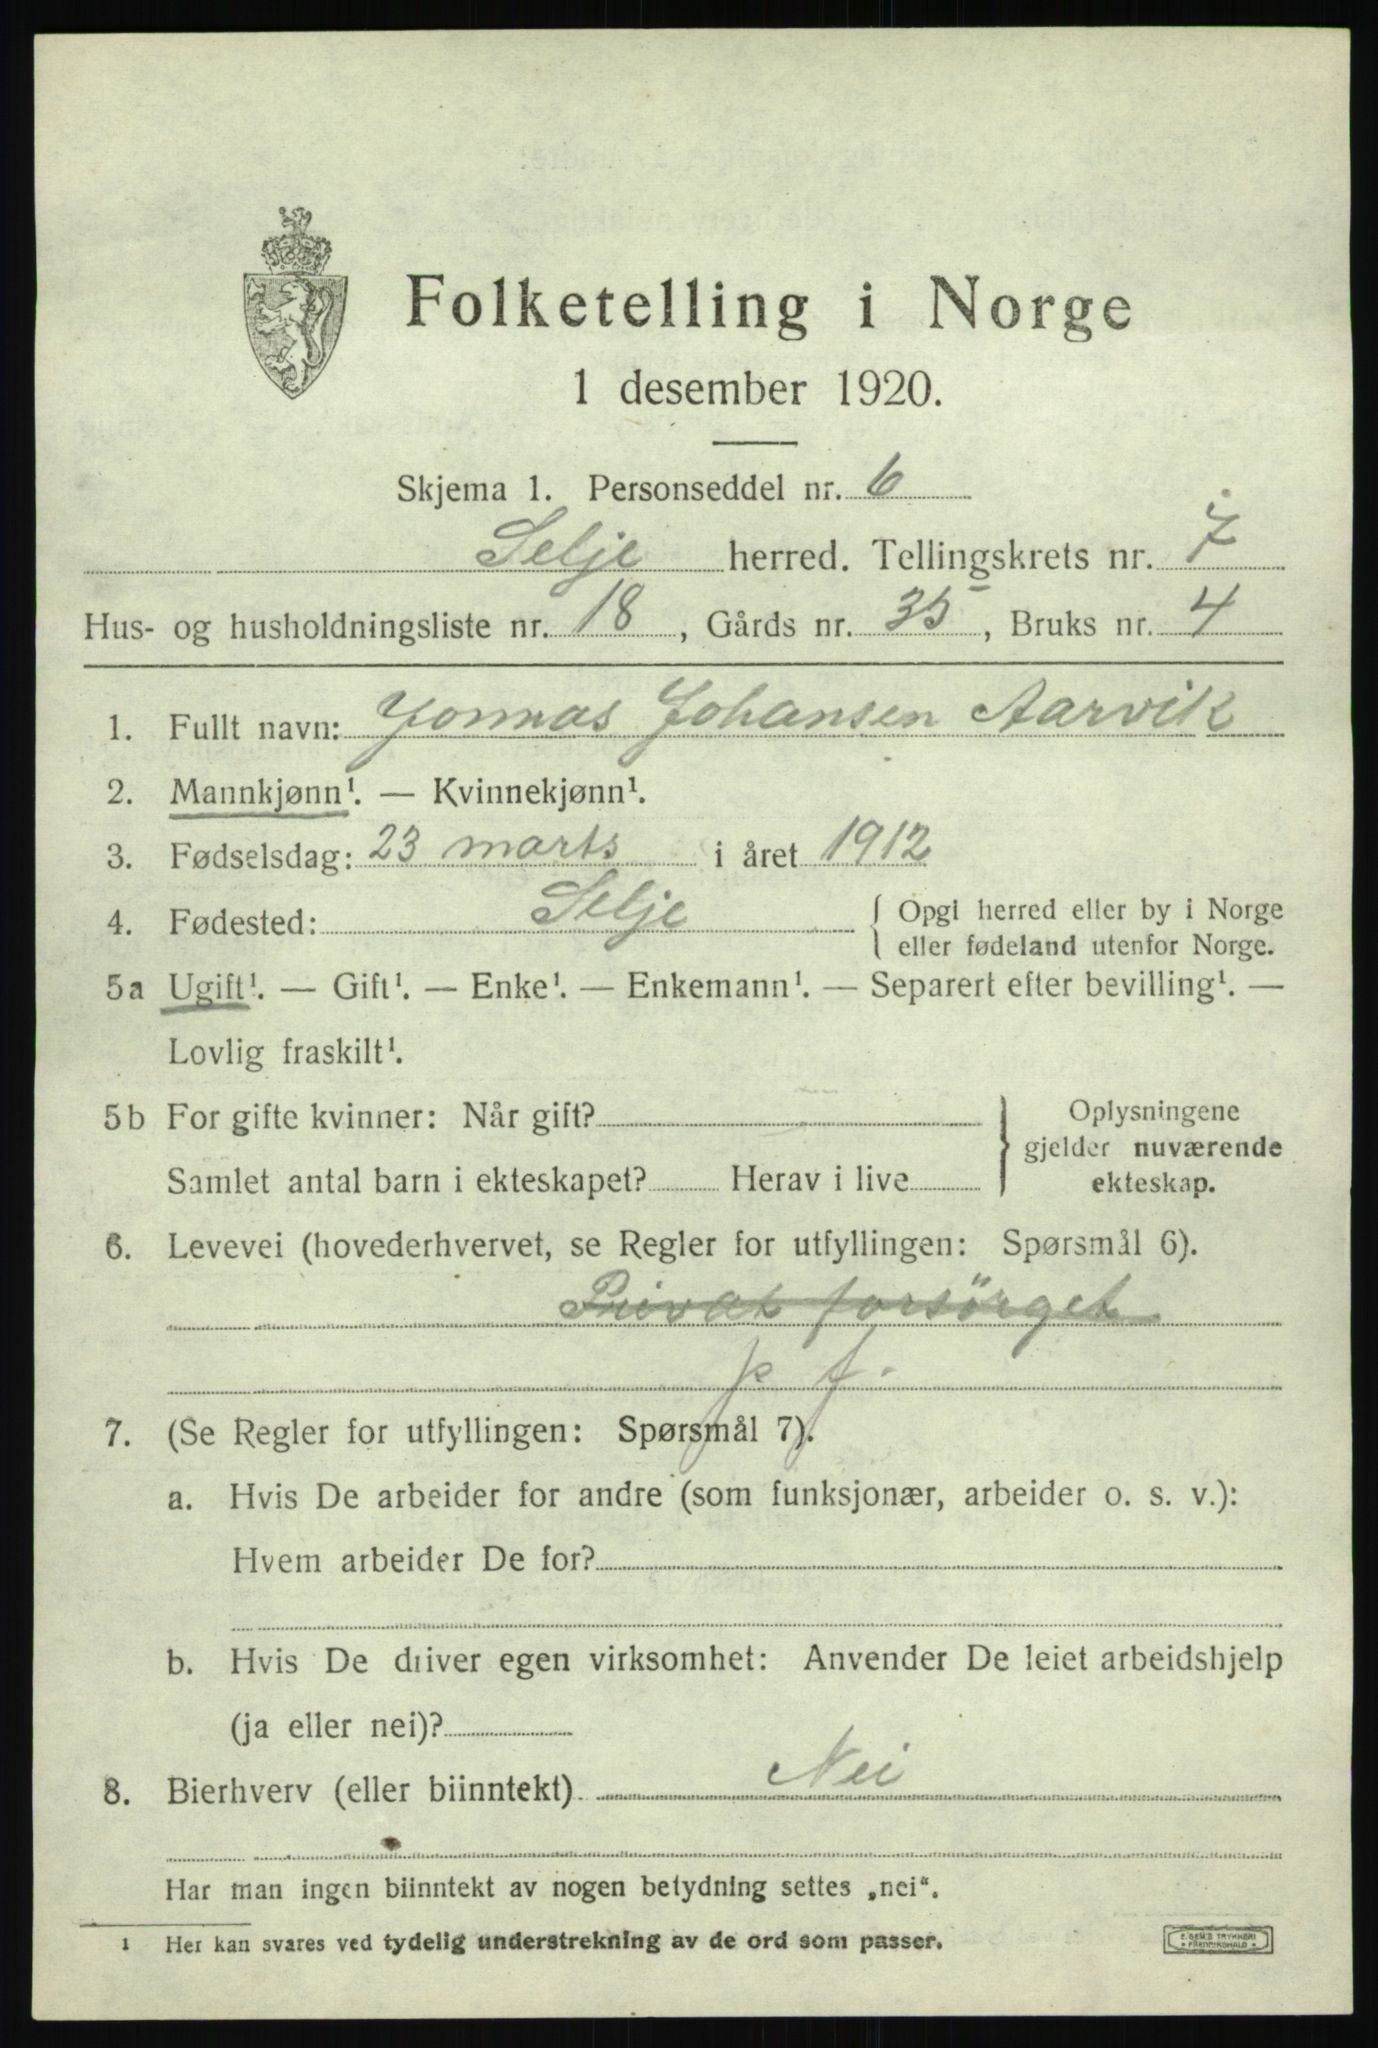 Folketelling i Norge
1 desember 1920.
Skjema 1. Personseddel nr. 6
Selje herred. Tellingskrets nr. 7
Hus- og husholdningsliste nr. 18, Gårds nr. 35, Bruks nr. 4
1. Fullt navn: Yonnas Johansen Aarvik
2. Mannkjønn¹. — Kvinnekjønn¹.
3. Fødselsdag: 23 marts i året 1912
4. Fødested: Selje { Opgi herred eller by i Norge
eller fødeland utenfor Norge.
5a Ugift¹. — Gift¹. — Enke¹. — Enkemann¹. — Separert efter bevilling¹. —
Lovlig fraskilt¹.
5b For gifte kvinner: Når gift? } Oplysningene
gjelder nuværende
Samlet antal barn i ekteskapet? Herav i live ekteskap.
6. Levevei (hovederhvervet, se Regler for utfyllingen: Spørsmål 6).
Privat forsörget
p f.
7. (Se Regler for utfyllingen: Spørsmål 7).
a. Hvis De arbeider for andre (som funksjonær, arbeider o. s. v.):
Hvem arbeider De for?
b. Hvis De driver egen virksomhet: Anvender De leiet arbeidshjelp
(ja eller nei)?
8. Bierhverv (eller biinntekt) Nei
Har man ingen biinntekt av nogen betydning settes „nei“.
1 Her kan svares ved tydelig understrekning av de ord som passer.
E. SEM'S TRYKKERI
• FREDRIKSHALD •